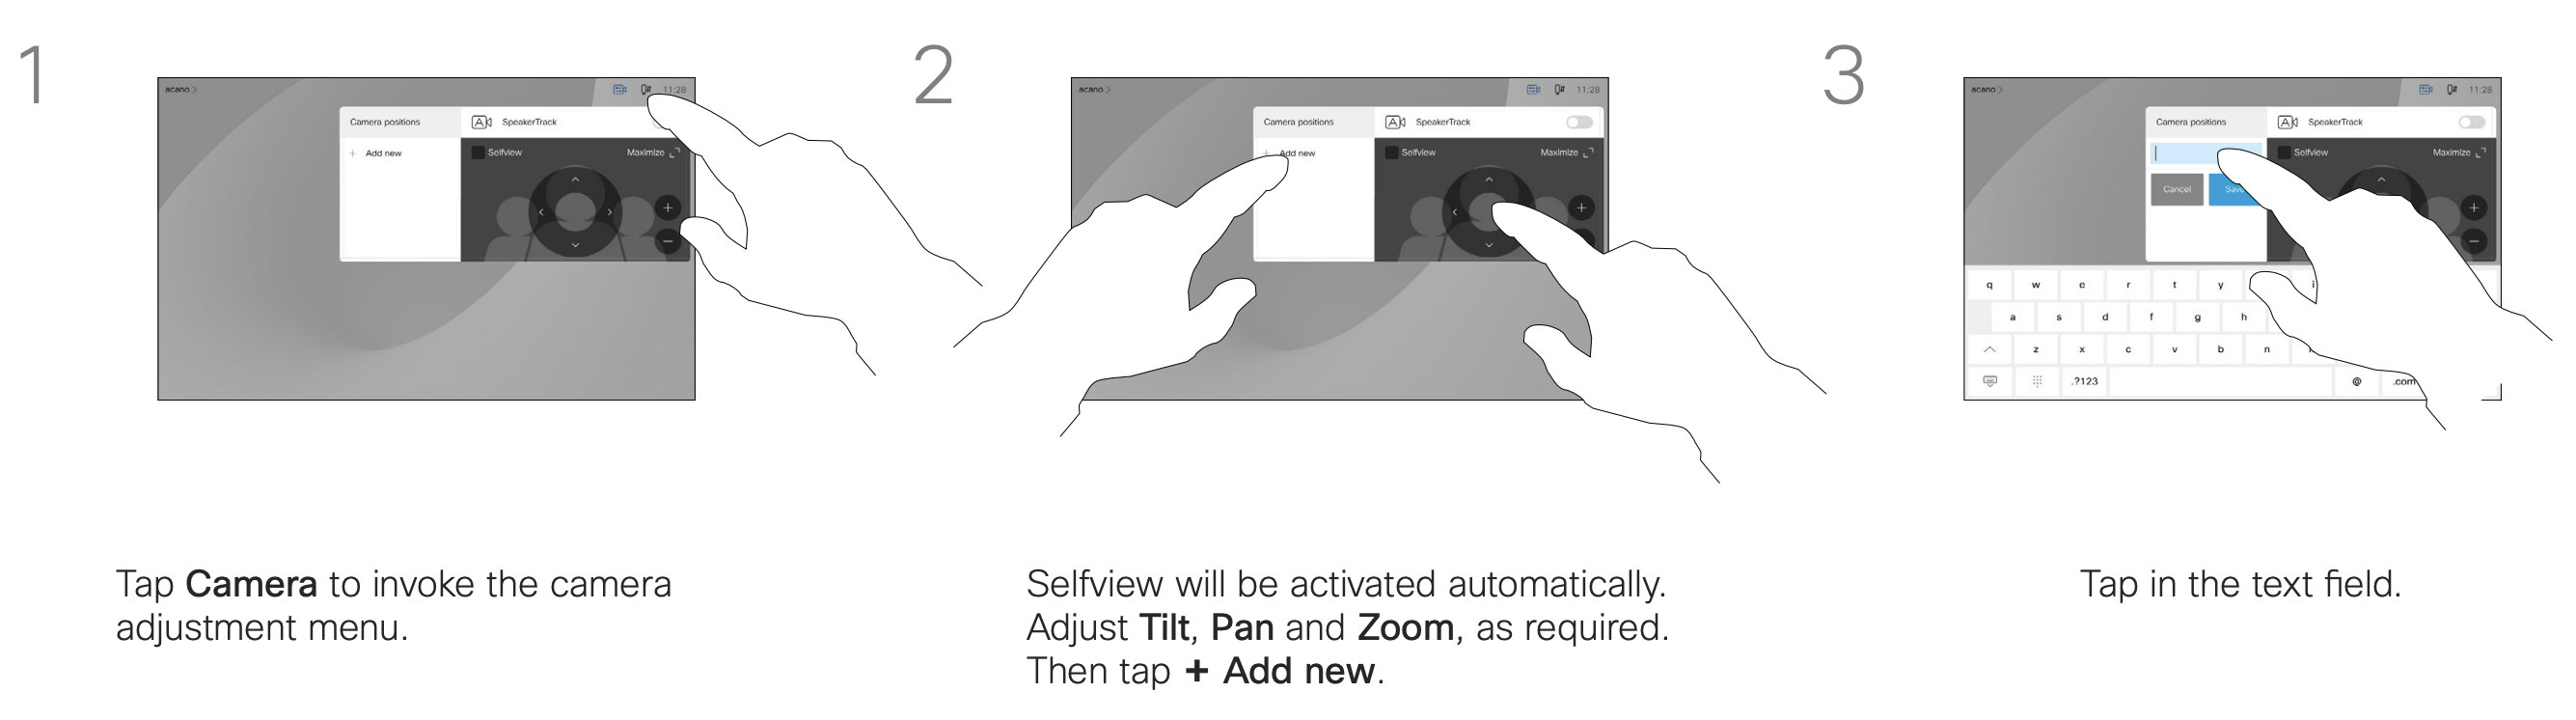 1
acano
11:28
Camera positions
SpeakerTrack
Add new
Selfview
Maximize
2
acano
11:28
Camera positions
SpeakerTrack
Add new
Selfview
Maximize
3
acano
11:28
Camera positions
SpeakerTrack
Selfview
Maximize
Cancel
q w e r t y i
a s d f g h
z x c v b n
.?123 @ .com
Tap Camera to invoke the camera
adjustment menu.
Selfview will be activated automatically.
Adjust Tilt, Pan and Zoom, as required.
Then tap + Add new.
Tap in the text field.